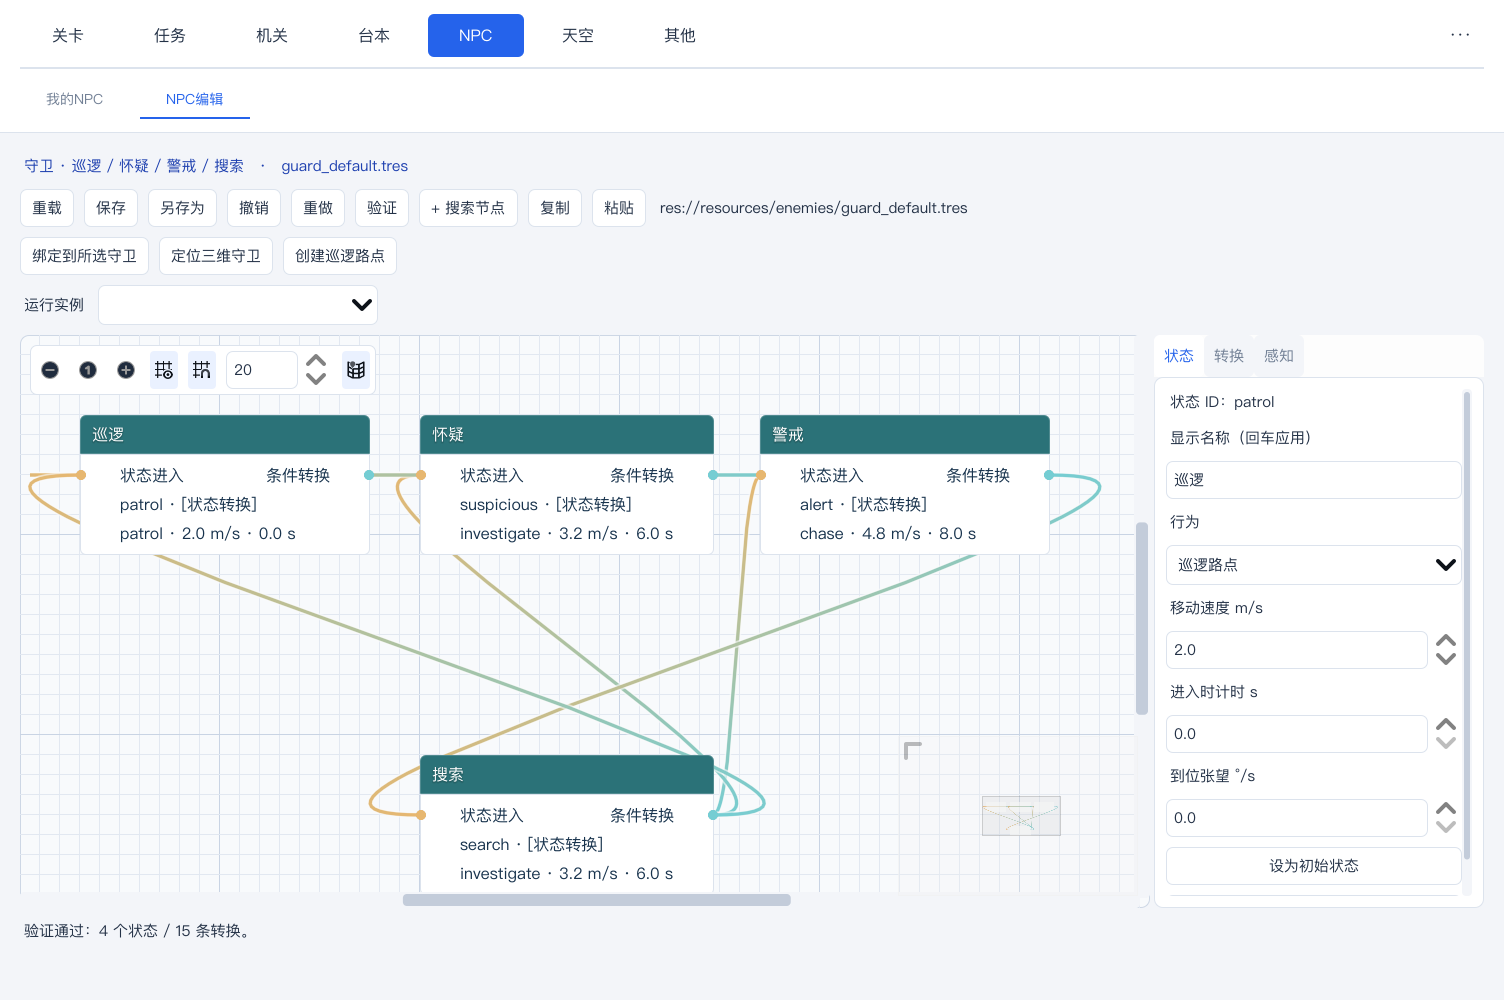 关卡 任务 机关 台本 NPC 天空 其他 ···
我的NPC NPC编辑
守卫 · 巡逻 / 怀疑 / 警戒 / 搜索 · guard_default.tres
重载 保存 另存为 撤销 重做 验证 + 搜索节点 复制 粘贴 res://resources/enemies/guard_default.tres
绑定到所选守卫 定位三维守卫 创建巡逻路点
运行实例
1 20
状态 转换 感知
巡逻 怀疑 警戒
状态进入 条件转换 状态进入 条件转换 状态进入 条件转换
patrol · [状态转换] suspicious · [状态转换] alert · [状态转换]
patrol · 2.0 m/s · 0.0 s investigate · 3.2 m/s · 6.0 s chase · 4.8 m/s · 8.0 s
搜索
状态进入 条件转换
search · [状态转换]
investigate · 3.2 m/s · 6.0 s
状态 ID：patrol
显示名称（回车应用）
巡逻
行为
巡逻路点
移动速度 m/s
2.0
进入时计时 s
0.0
到位张望 °/s
0.0
设为初始状态
验证通过：4 个状态 / 15 条转换。